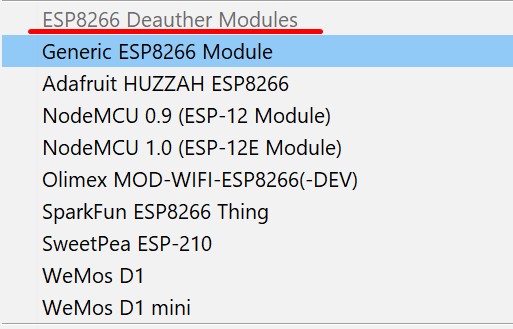 ESP8266 Deauther Modules
Generic ESP8266 Module
Adafruit HUZZAH ESP8266
NodeMCU 0.9 (ESP-12 Module)
NodeMCU 1.0 (ESP-12E Module)
Olimex MOD-WIFI-ESP8266(-DEV)
SparkFun ESP8266 Thing
SweetPea ESP-210
WeMos D1
WeMos D1 mini